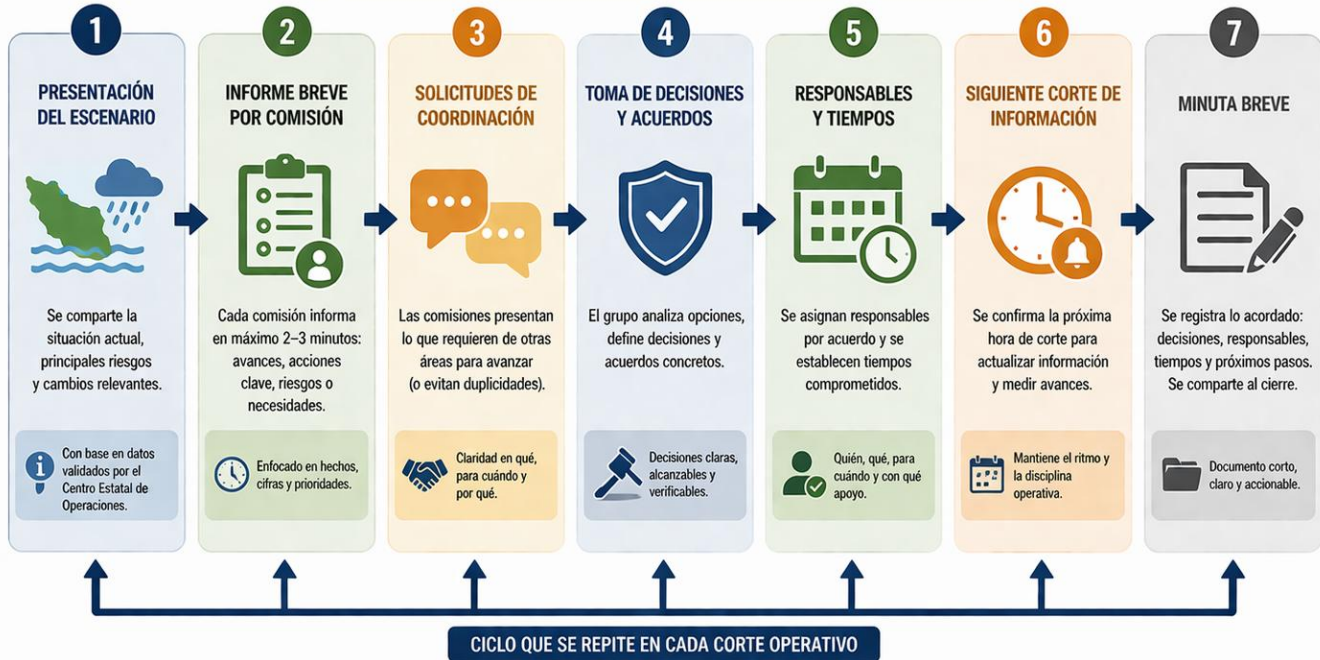 1
PRESENTACIÓN
DEL ESCENARIO
Se comparte la
situación actual,
principales riesgos
y cambios relevantes.
Con base en datos
validados por el
Centro Estatal de
Operaciones.
2
INFORME BREVE
POR COMISIÓN
Cada comisión informa
en máximo 2–3 minutos:
avances, acciones
clave, riesgos o
necesidades.
Enfocado en hechos,
cifras y prioridades.
3
SOLICITUDES DE
COORDINACIÓN
Las comisiones presentan
lo que requieren de otras
áreas para avanzar
(o evitan duplicidades).
Claridad en qué,
para cuándo y
por qué.
4
TOMA DE DECISIONES
Y ACUERDOS
El grupo analiza opciones,
define decisiones y
acuerdos concretos.
Decisiones claras,
alcanzables y
verificables.
5
RESPONSABLES
Y TIEMPOS
Se asignan responsables
por acuerdo y se
establecen tiempos
comprometidos.
Quién, qué, para
cuándo y con qué
apoyo.
6
SIGUIENTE CORTE DE
INFORMACIÓN
Se confirma la próxima
hora de corte para
actualizar información
y medir avances.
Mantiene el ritmo y
la disciplina
operativa.
7
MINUTA BREVE
Se registra lo acordado:
decisiones, responsables,
tiempos y próximos pasos.
Se comparte al cierre.
Documento corto,
claro y accionable.
CICLO QUE SE REPITE EN CADA CORTE OPERATIVO